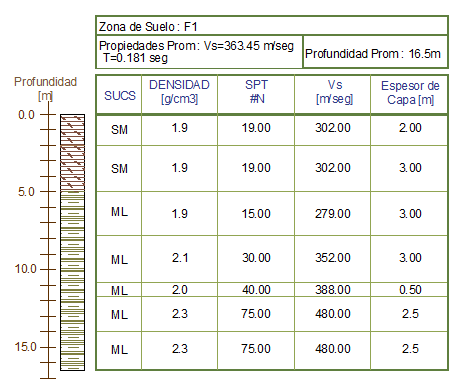 Zona de Suelo : F1
Propiedades Prom : Vs=363.45 m/seg
T=0.181 seg
Profundidad Prom : 16.5m
Profundidad
[m]
SUCS DENSIDAD [g/cm3] SPT #N Vs [m/seg] Espesor de Capa [m]
0.0
SM 1.9 19.00 302.00 2.00
SM 1.9 19.00 302.00 3.00
5.0
ML 1.9 15.00 279.00 3.00
ML 2.1 30.00 352.00 3.00
10.0
ML 2.0 40.00 388.00 0.50
ML 2.3 75.00 480.00 2.5
15.0
ML 2.3 75.00 480.00 2.5